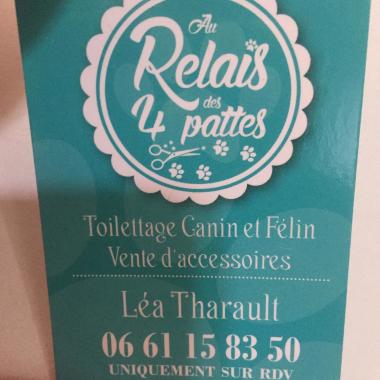 Au
Relais
des
4 pattes
Toilettage Canin et Félin
Vente d'accessoires
Léa Tharault
06 61 15 83 50
UNIQUEMENT SUR RDV